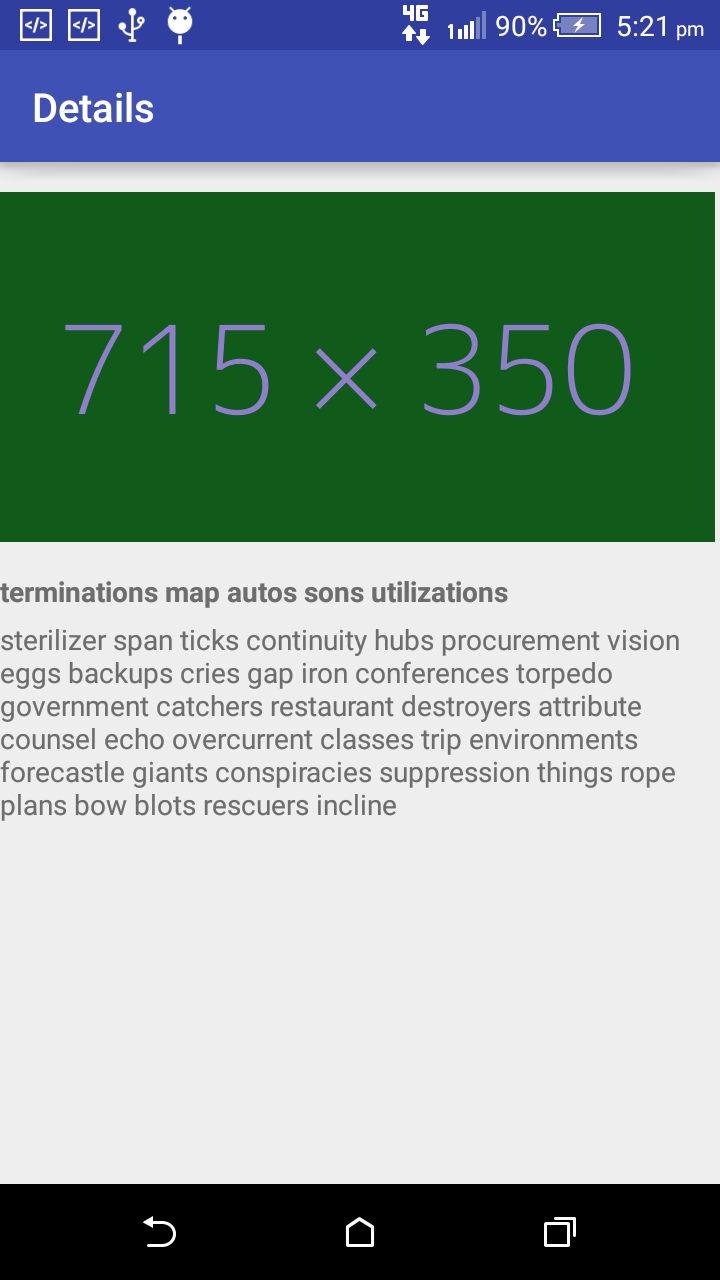 4G 90% 5:21 pm
Details
715 × 350
terminations map autos sons utilizations
sterilizer span ticks continuity hubs procurement vision
eggs backups cries gap iron conferences torpedo
government catchers restaurant destroyers attribute
counsel echo overcurrent classes trip environments
forecastle giants conspiracies suppression things rope
plans bow blots rescuers incline